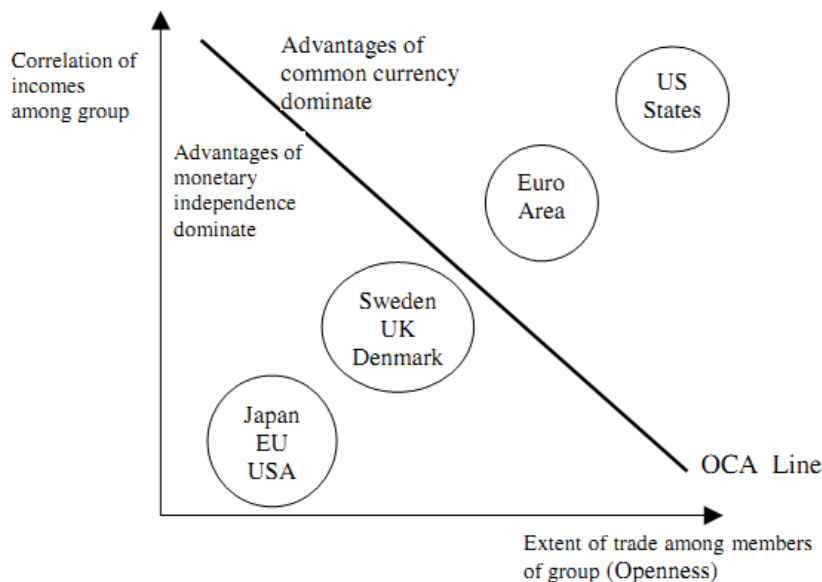 Correlation of
incomes
among group
Advantages of
common currency
dominate
US
States
Advantages of
monetary
independence
dominate
Euro
Area
Sweden
UK
Denmark
Japan
EU
USA
OCA Line
Extent of trade among members
of group (Openness)